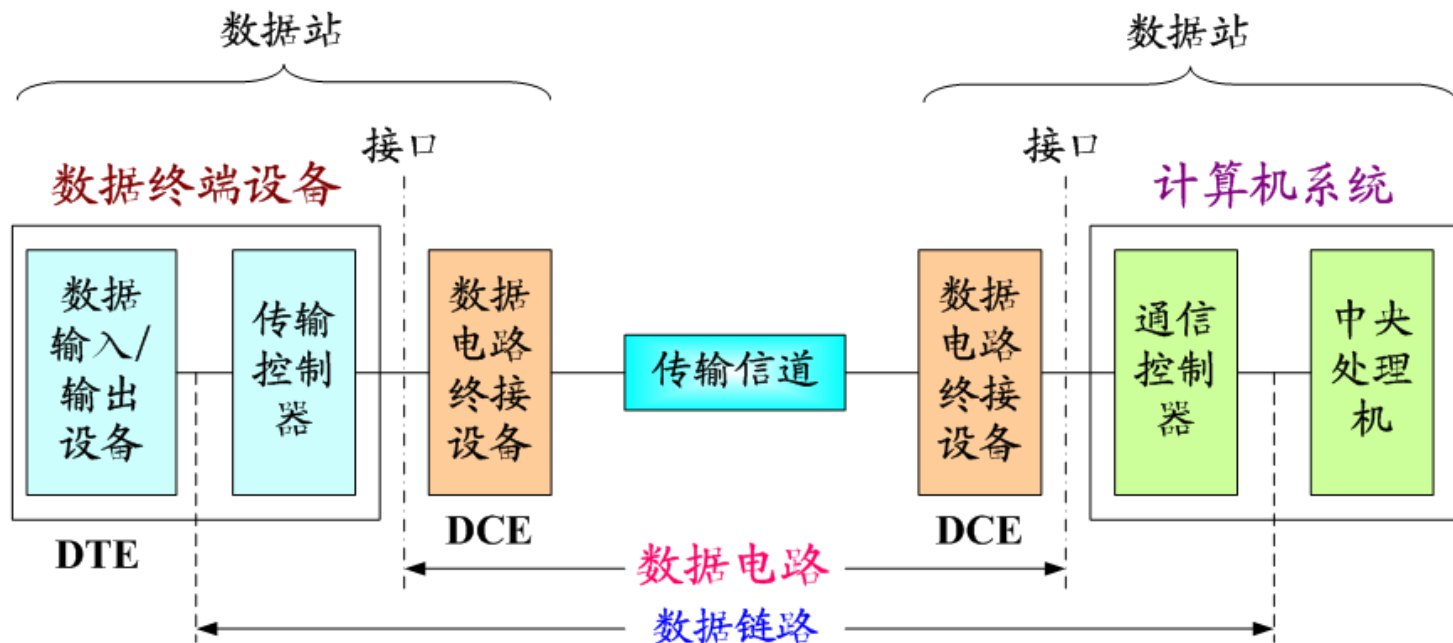 数据站
数据站
接口
接口
数据终端设备
计算机系统
数据
输入/
输出
设备
传输
控制
器
数据
电路
终接
设备
传输信道
数据
电路
终接
设备
通信
控制
器
中央
处理
机
DTE
DCE
DCE
数据电路
数据链路